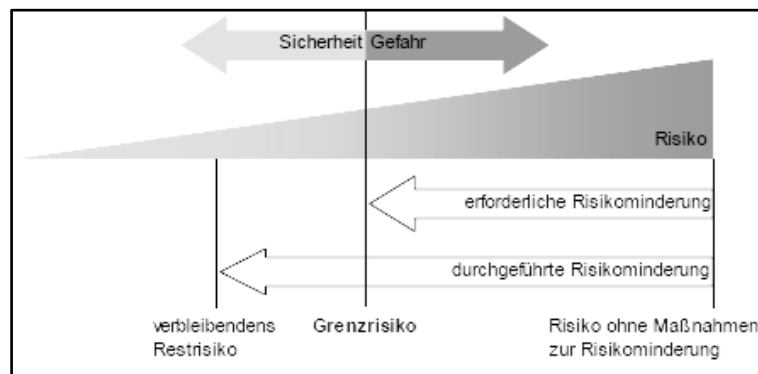 Sicherheit Gefahr
Risiko
erforderliche Risikominderung
durchgeführte Risikominderung
verbleibendens
Restrisiko
Grenzrisiko
Risiko ohne Maßnahmen
zur Risikominderung